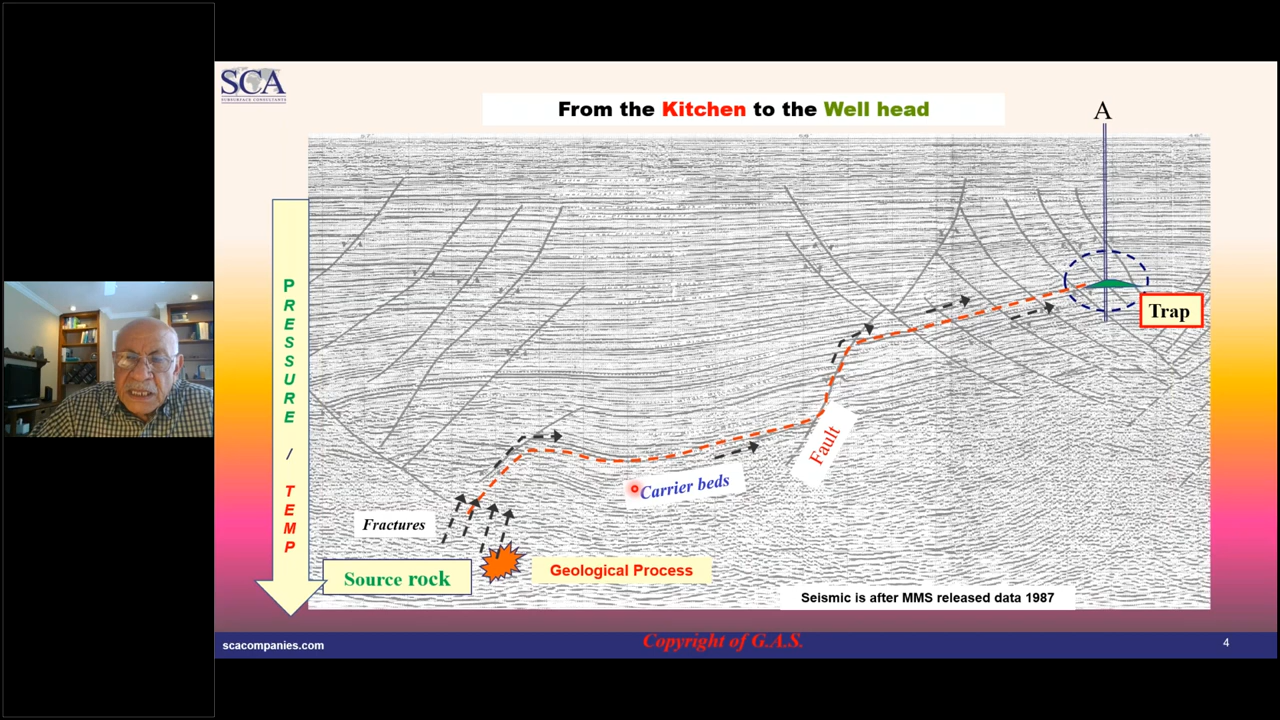 SCA
SUBSURFACE CONSULTANTS
From the Kitchen to the Well head
A
PRESSURE / TEMP
Trap
Fault
Carrier beds
Fractures
Source rock
Geological Process
Seismic is after MMS released data 1987
scacompanies.com
Copyright of G.A.S.
4